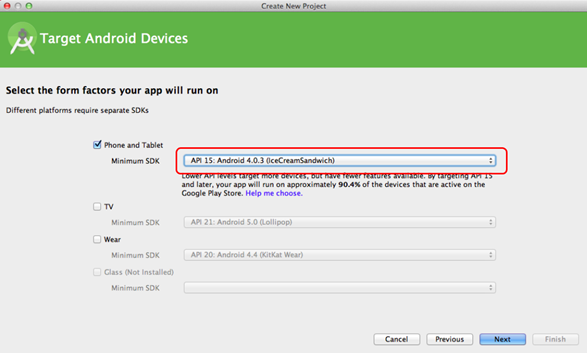 Create New Project
Target Android Devices
Select the form factors your app will run on
Different platforms require separate SDKs
Phone and Tablet
Minimum SDK
API 15: Android 4.0.3 (IceCreamSandwich)
Lower API levels target more devices, but have fewer features available. By targeting API 15
and later, your app will run on approximately 90.4% of the devices that are active on the
Google Play Store. Help me choose.
TV
Minimum SDK
API 21: Android 5.0 (Lollipop)
Wear
Minimum SDK
API 20: Android 4.4 (KitKat Wear)
Glass (Not Installed)
Minimum SDK
Cancel
Previous
Next
Finish